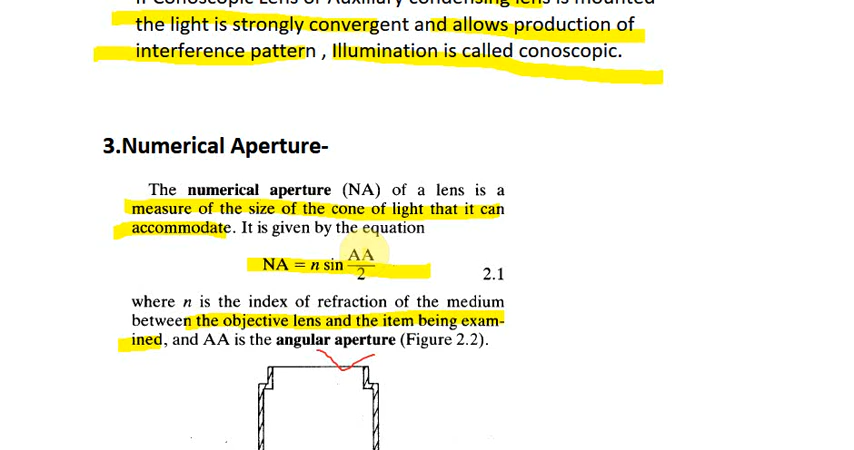 the light is strongly convergent and allows production of
interference pattern , Illumination is called conoscopic.
3.Numerical Aperture-
The numerical aperture (NA) of a lens is a
measure of the size of the cone of light that it can
accommodate. It is given by the equation
NA = n sin AA/2
2.1
where n is the index of refraction of the medium
between the objective lens and the item being exam-
ined, and AA is the angular aperture (Figure 2.2).